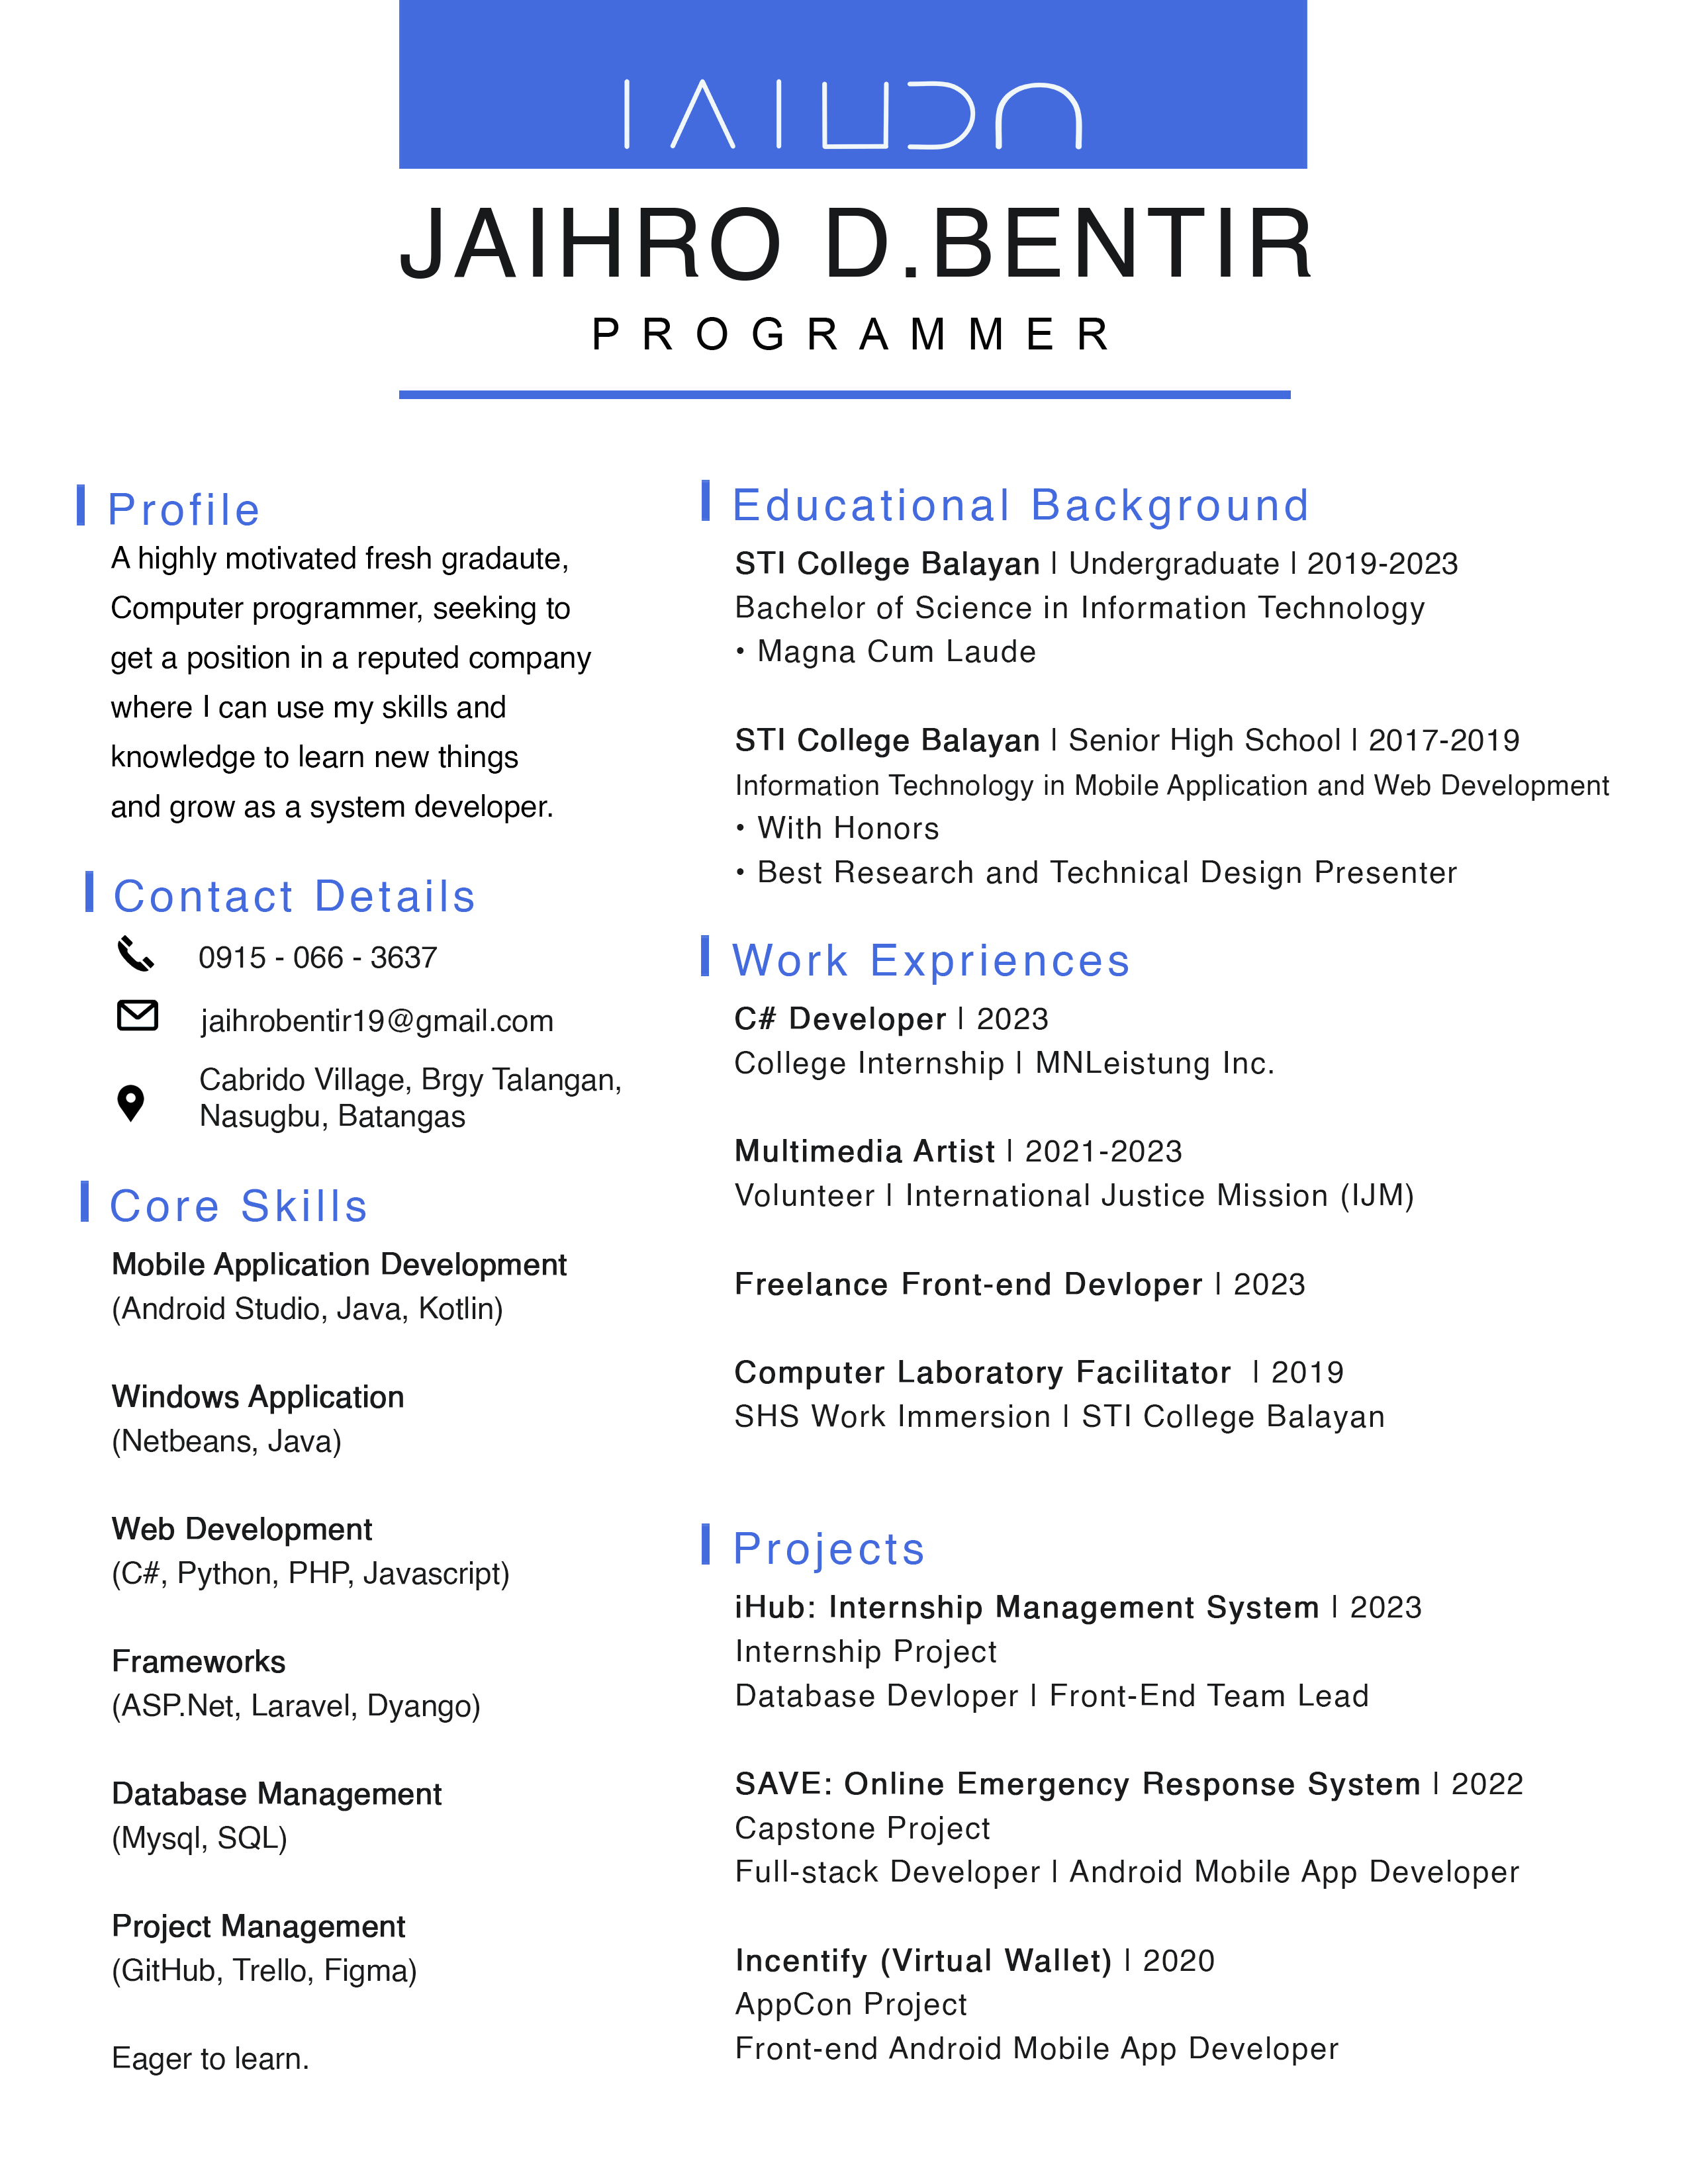 JAIHRO D.BENTIR
PROGRAMMER
Profile
A highly motivated fresh gradaute,
Computer programmer, seeking to
get a position in a reputed company
where I can use my skills and
knowledge to learn new things
and grow as a system developer.
Contact Details
0915 - 066 - 3637
jaihrobentir19@gmail.com
Cabrido Village, Brgy Talangan,
Nasugbu, Batangas
Core Skills
Mobile Application Development
(Android Studio, Java, Kotlin)
Windows Application
(Netbeans, Java)
Web Development
(C#, Python, PHP, Javascript)
Frameworks
(ASP.Net, Laravel, Dyango)
Database Management
(Mysql, SQL)
Project Management
(GitHub, Trello, Figma)
Eager to learn.
Educational Background
STI College Balayan | Undergraduate | 2019-2023
Bachelor of Science in Information Technology
• Magna Cum Laude
STI College Balayan | Senior High School | 2017-2019
Information Technology in Mobile Application and Web Development
• With Honors
• Best Research and Technical Design Presenter
Work Expriences
C# Developer | 2023
College Internship | MNLeistung Inc.
Multimedia Artist | 2021-2023
Volunteer | International Justice Mission (IJM)
Freelance Front-end Devloper | 2023
Computer Laboratory Facilitator | 2019
SHS Work Immersion | STI College Balayan
Projects
iHub: Internship Management System | 2023
Internship Project
Database Devloper | Front-End Team Lead
SAVE: Online Emergency Response System | 2022
Capstone Project
Full-stack Developer | Android Mobile App Developer
Incentify (Virtual Wallet) | 2020
AppCon Project
Front-end Android Mobile App Developer